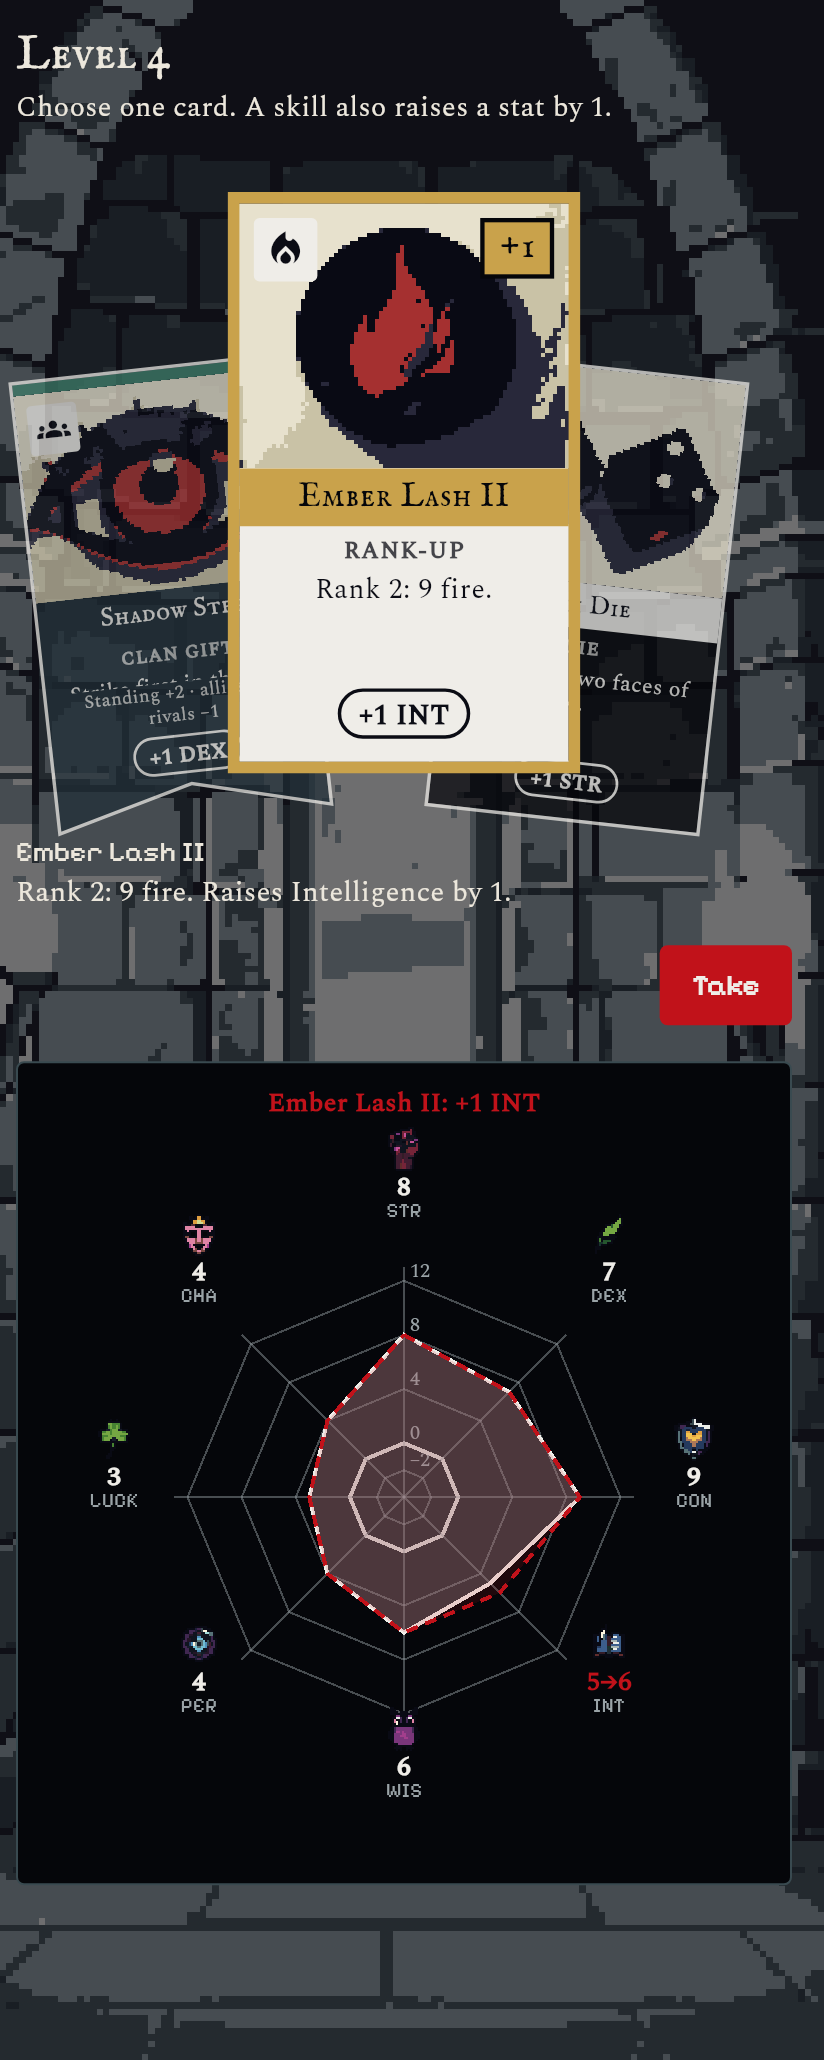 Level 4
Choose one card. A skill also raises a stat by 1.
+1
Ember Lash II
RANK-UP
Rank 2: 9 fire.
+1 INT
Shadow
CLAN GIFT
Standing +2 ·
rivals −1
+1 DEX
Die
two faces of
+1 STR
Ember Lash II
Rank 2: 9 fire. Raises Intelligence by 1.
Take
Ember Lash II: +1 INT
8
STR
4
CHA
7
DEX
12
8
4
0
−2
3
LUCK
9
CON
4
PER
5→6
INT
6
WIS